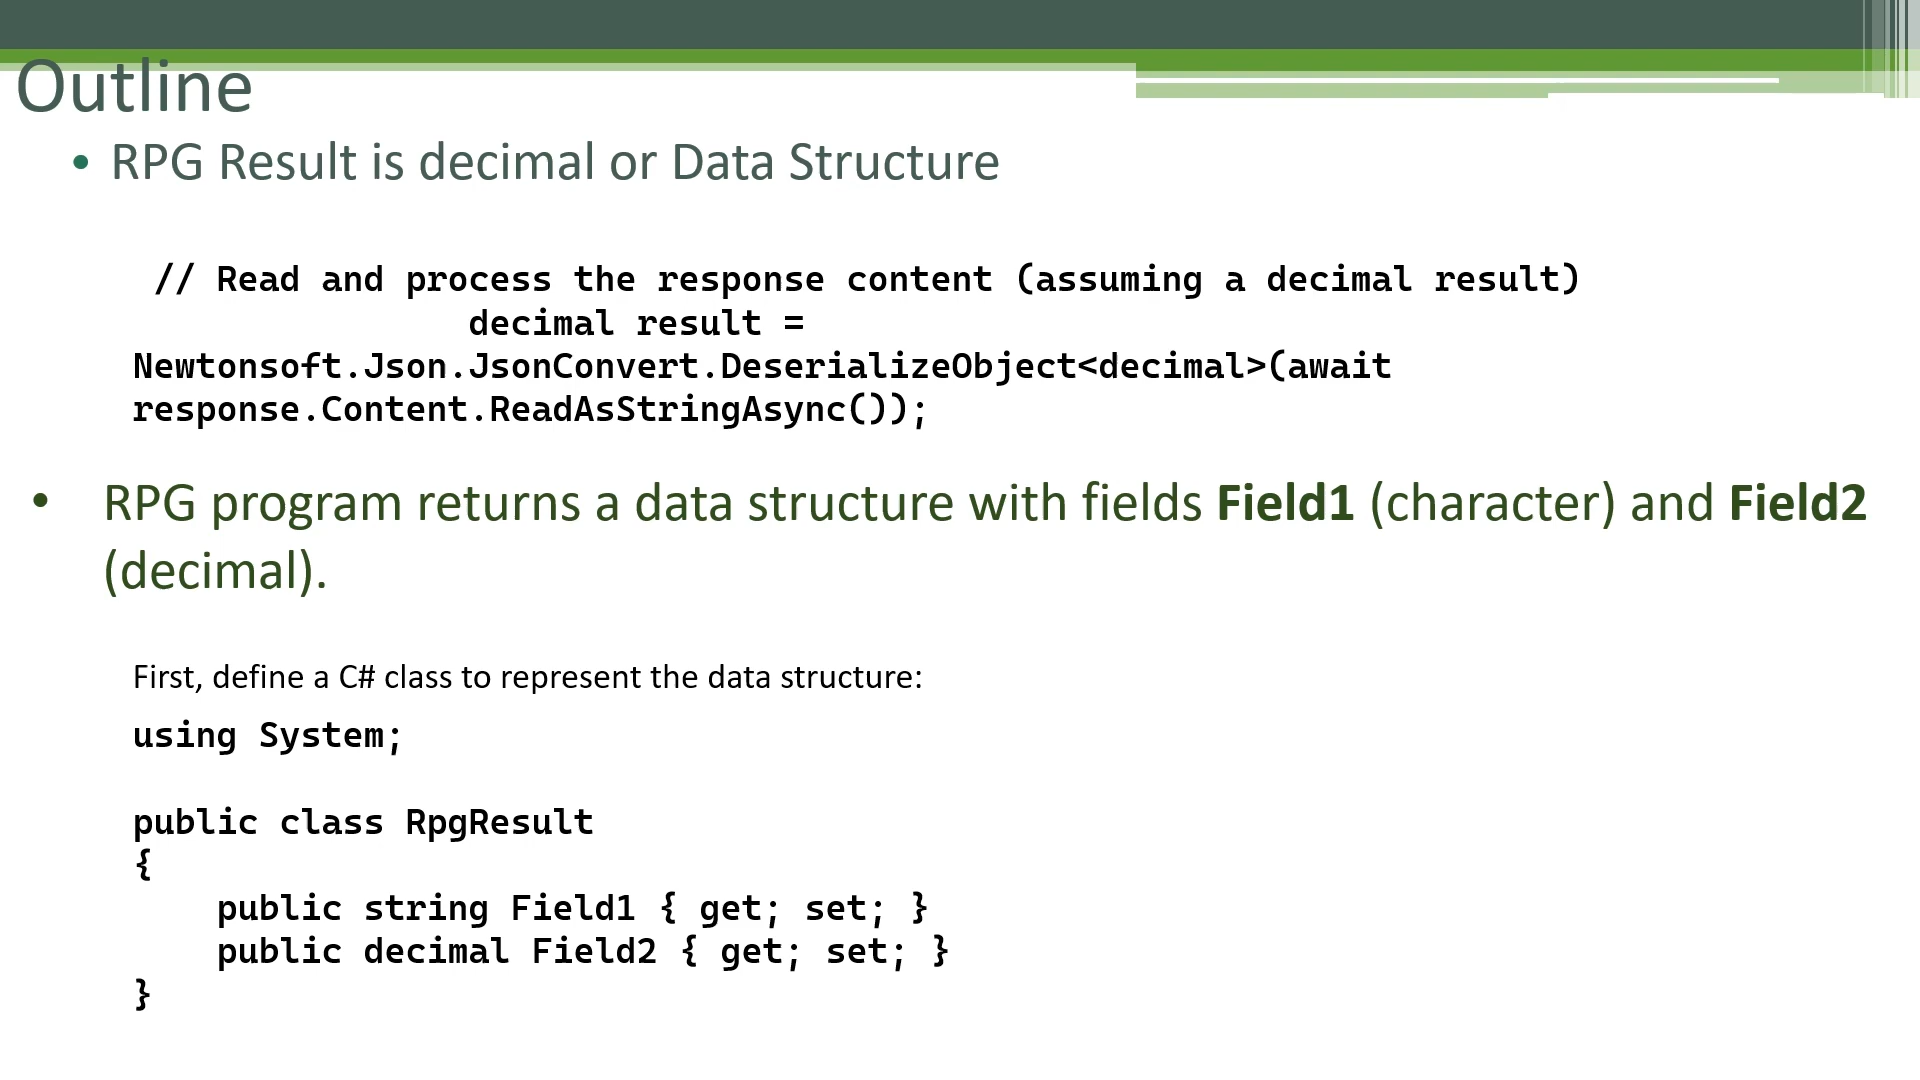 Outline
• RPG Result is decimal or Data Structure
// Read and process the response content (assuming a decimal result)
decimal result =
Newtonsoft.Json.JsonConvert.DeserializeObject<decimal>(await
response.Content.ReadAsStringAsync());
• RPG program returns a data structure with fields Field1 (character) and Field2
(decimal).
First, define a C# class to represent the data structure:
using System;
public class RpgResult
{
    public string Field1 { get; set; }
    public decimal Field2 { get; set; }
}